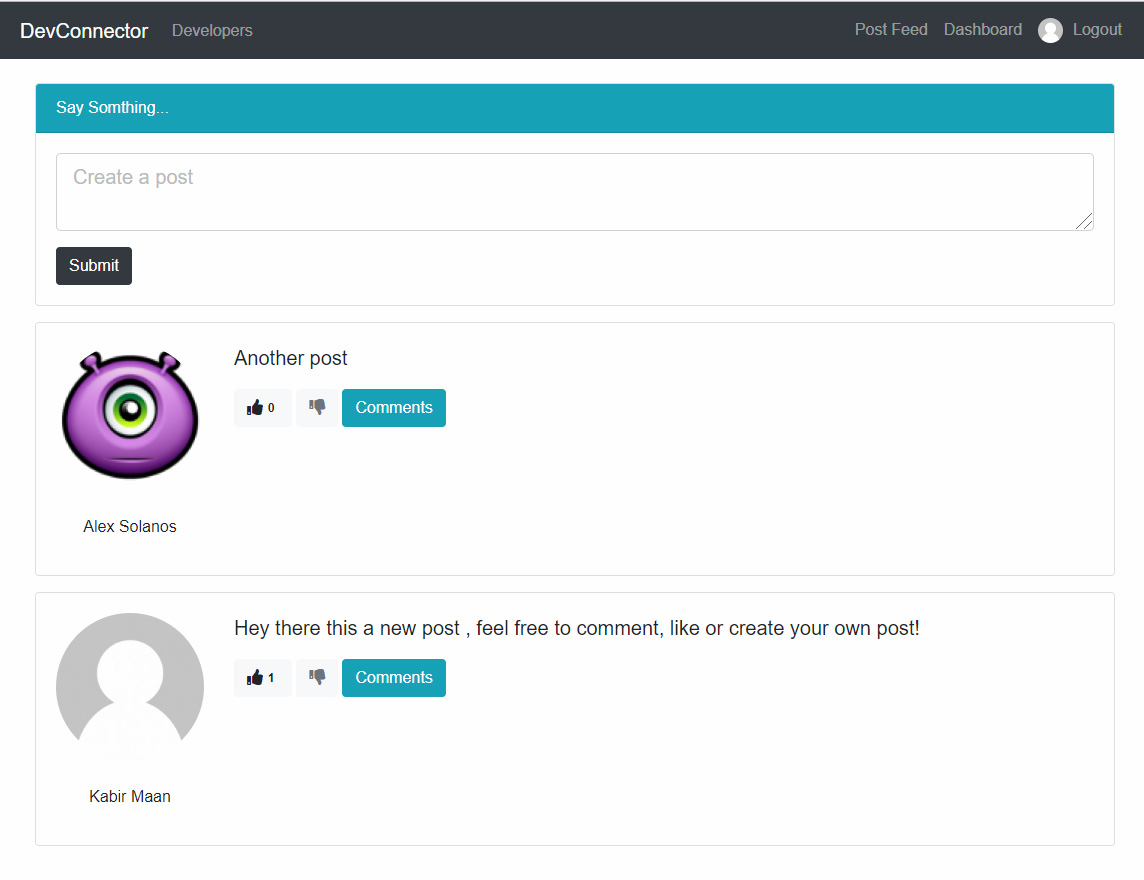 DevConnector Developers Post Feed Dashboard Logout
Say Somthing...
Create a post
Submit
Another post
0 Comments
Alex Solanos
Hey there this a new post , feel free to comment, like or create your own post!
1 Comments
Kabir Maan